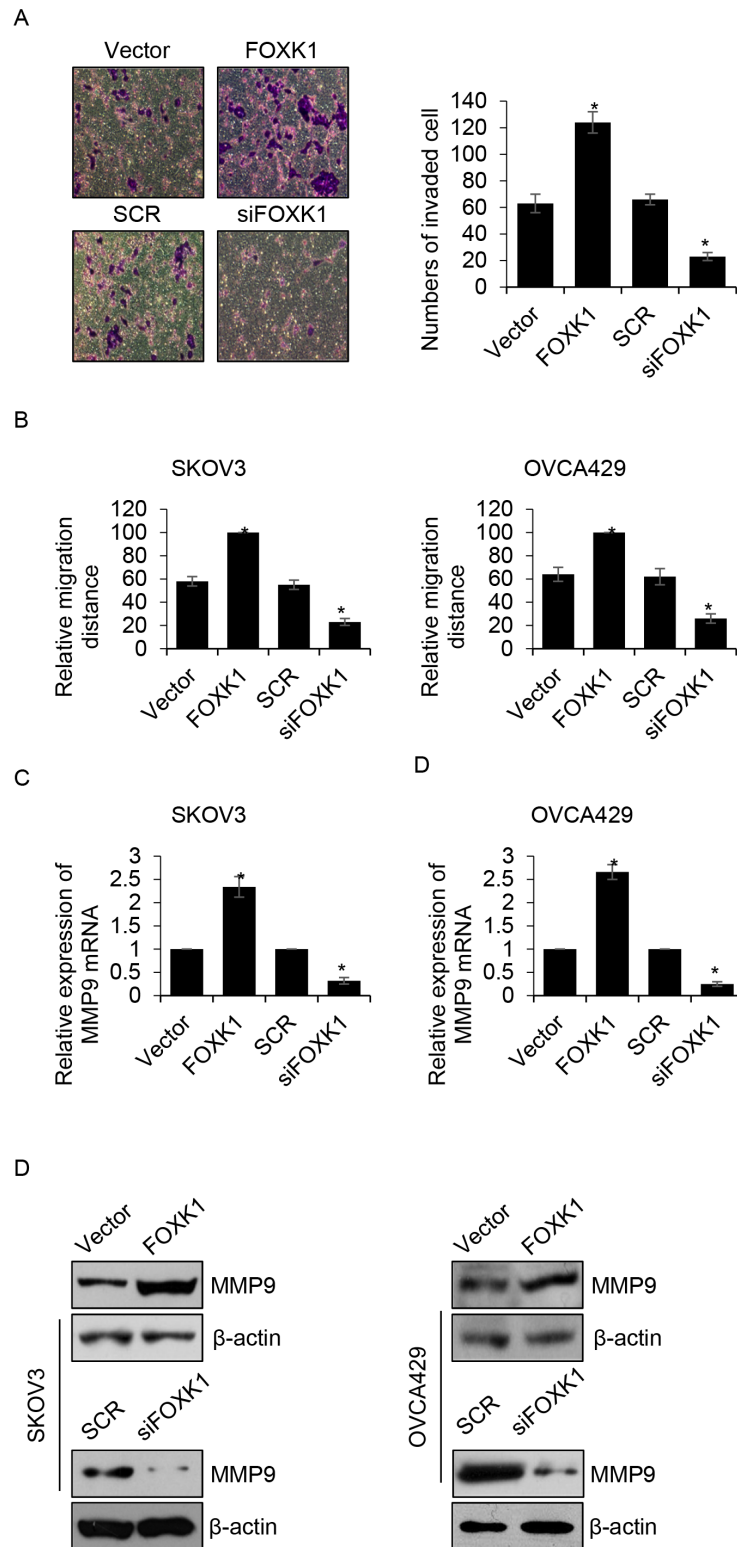 A
Vector
FOXK1
SCR
siFOXK1
Numbers of invaded cell
140
120
100
80
60
40
20
0
*
*
Vector
FOXK1
SCR
siFOXK1
B
SKOV3
Relative migration
distance
120
100
80
60
40
20
0
*
*
Vector
FOXK1
SCR
siFOXK1
OVCA429
Relative migration
distance
120
100
80
60
40
20
0
*
*
Vector
FOXK1
SCR
siFOXK1
C
SKOV3
Relative expression of
MMP9 mRNA
3
2.5
2
1.5
1
0.5
0
*
*
Vector
FOXK1
SCR
siFOXK1
D
OVCA429
Relative expression of
MMP9 mRNA
3
2.5
2
1.5
1
0.5
0
*
*
Vector
FOXK1
SCR
siFOXK1
D
SKOV3
Vector
FOXK1
MMP9
β-actin
SCR
siFOXK1
MMP9
β-actin
OVCA429
Vector
FOXK1
MMP9
β-actin
SCR
siFOXK1
MMP9
β-actin